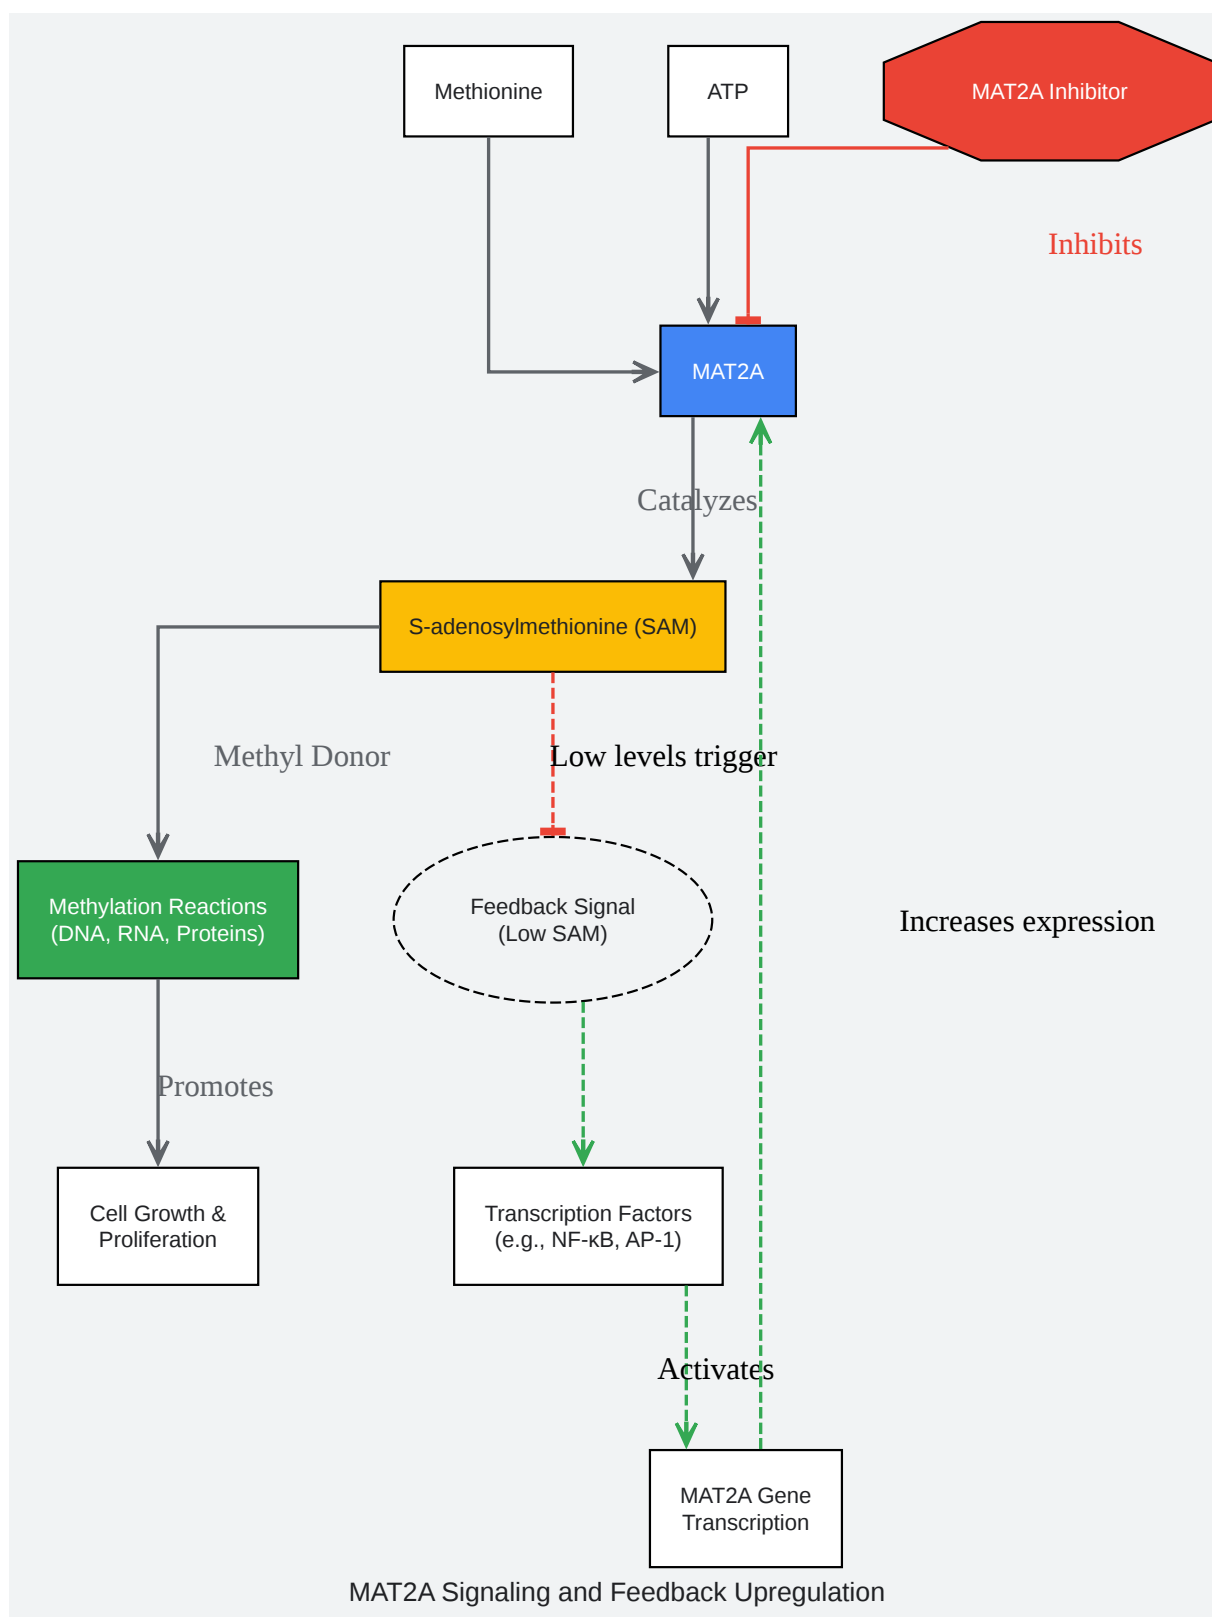 Methionine
ATP
MAT2A Inhibitor
Inhibits
MAT2A
Catalyzes
S-adenosylmethionine (SAM)
Methyl Donor
Low levels trigger
Methylation Reactions
(DNA, RNA, Proteins)
Feedback Signal
(Low SAM)
Increases expression
Promotes
Cell Growth &
Proliferation
Transcription Factors
(e.g., NF-κB, AP-1)
Activates
MAT2A Gene
Transcription
MAT2A Signaling and Feedback Upregulation